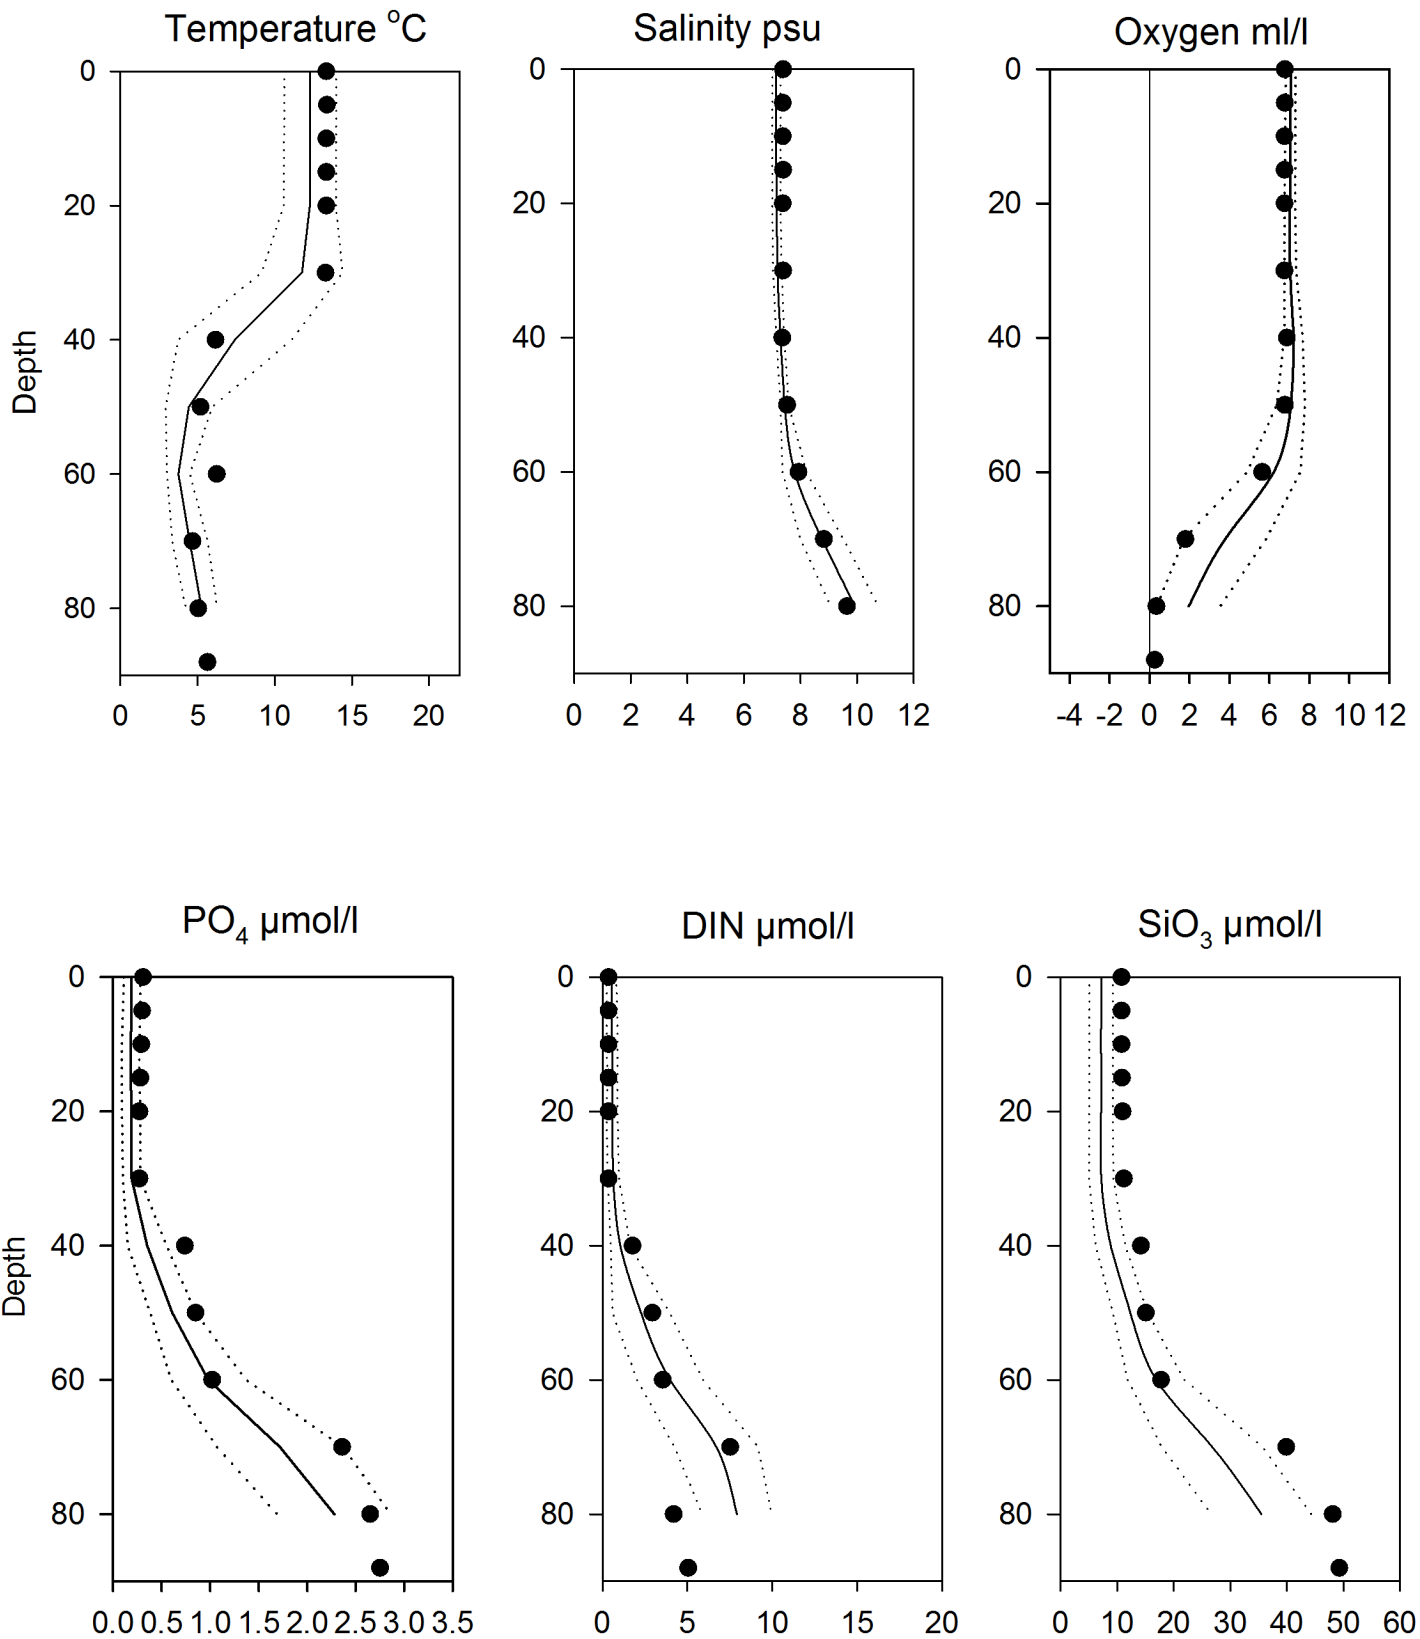 Temperature °C
Salinity psu
Oxygen ml/l
0
20
40
60
80
Depth
0 5 10 15 20
0
20
40
60
80
0 2 4 6 8 10 12
0
20
40
60
80
-4 -2 0 2 4 6 8 10 12
PO4 µmol/l
DIN µmol/l
SiO3 µmol/l
0
20
40
60
80
Depth
0.0 0.5 1.0 1.5 2.0 2.5 3.0 3.5
0
20
40
60
80
0 5 10 15 20
0
20
40
60
80
0 10 20 30 40 50 60